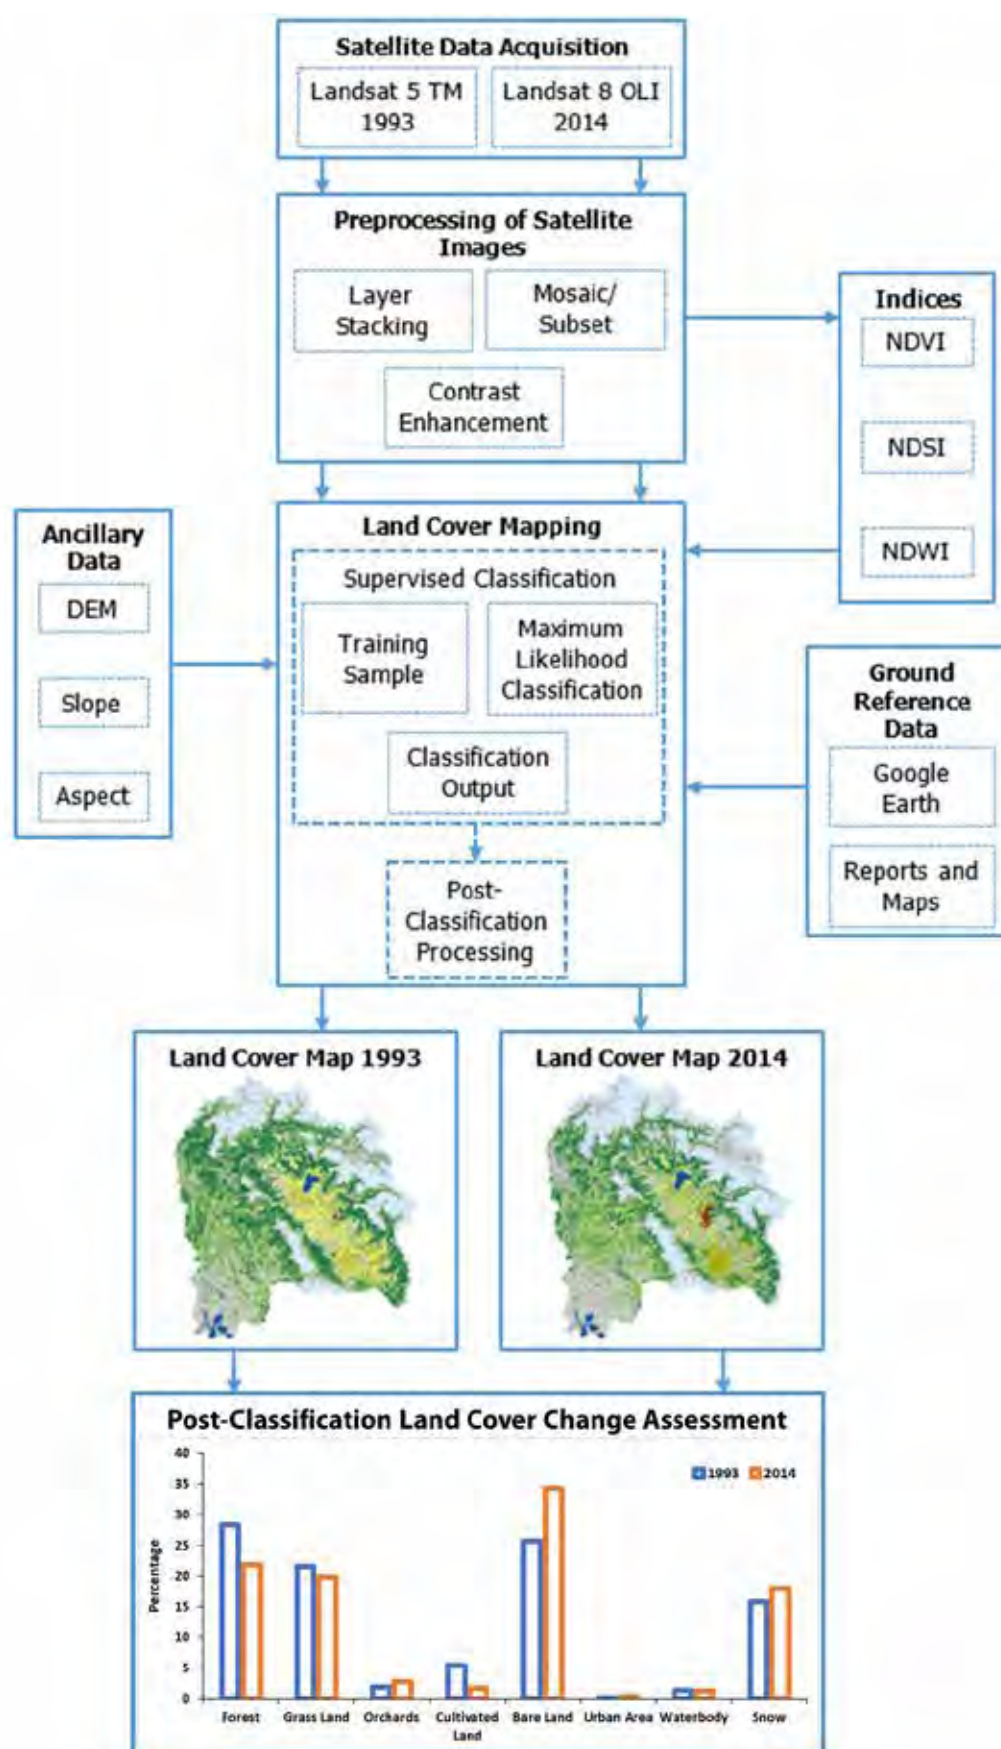 Satellite Data Acquisition
Landsat 5 TM
1993
Landsat 8 OLI
2014
Preprocessing of Satellite
Images
Layer
Stacking
Mosaic/
Subset
Contrast
Enhancement
Indices
NDVI
NDSI
NDWI
Ancillary
Data
DEM
Slope
Aspect
Land Cover Mapping
Supervised Classification
Training
Sample
Maximum
Likelihood
Classification
Classification
Output
Post-
Classification
Processing
Ground
Reference
Data
Google
Earth
Reports and
Maps
Land Cover Map 1993
Land Cover Map 2014
Post-Classification Land Cover Change Assessment
1993 2014
Percentage
40
35
30
25
20
15
10
5
0
Forest Grass Land Orchards Cultivated Land Bare Land Urban Area Waterbody Snow